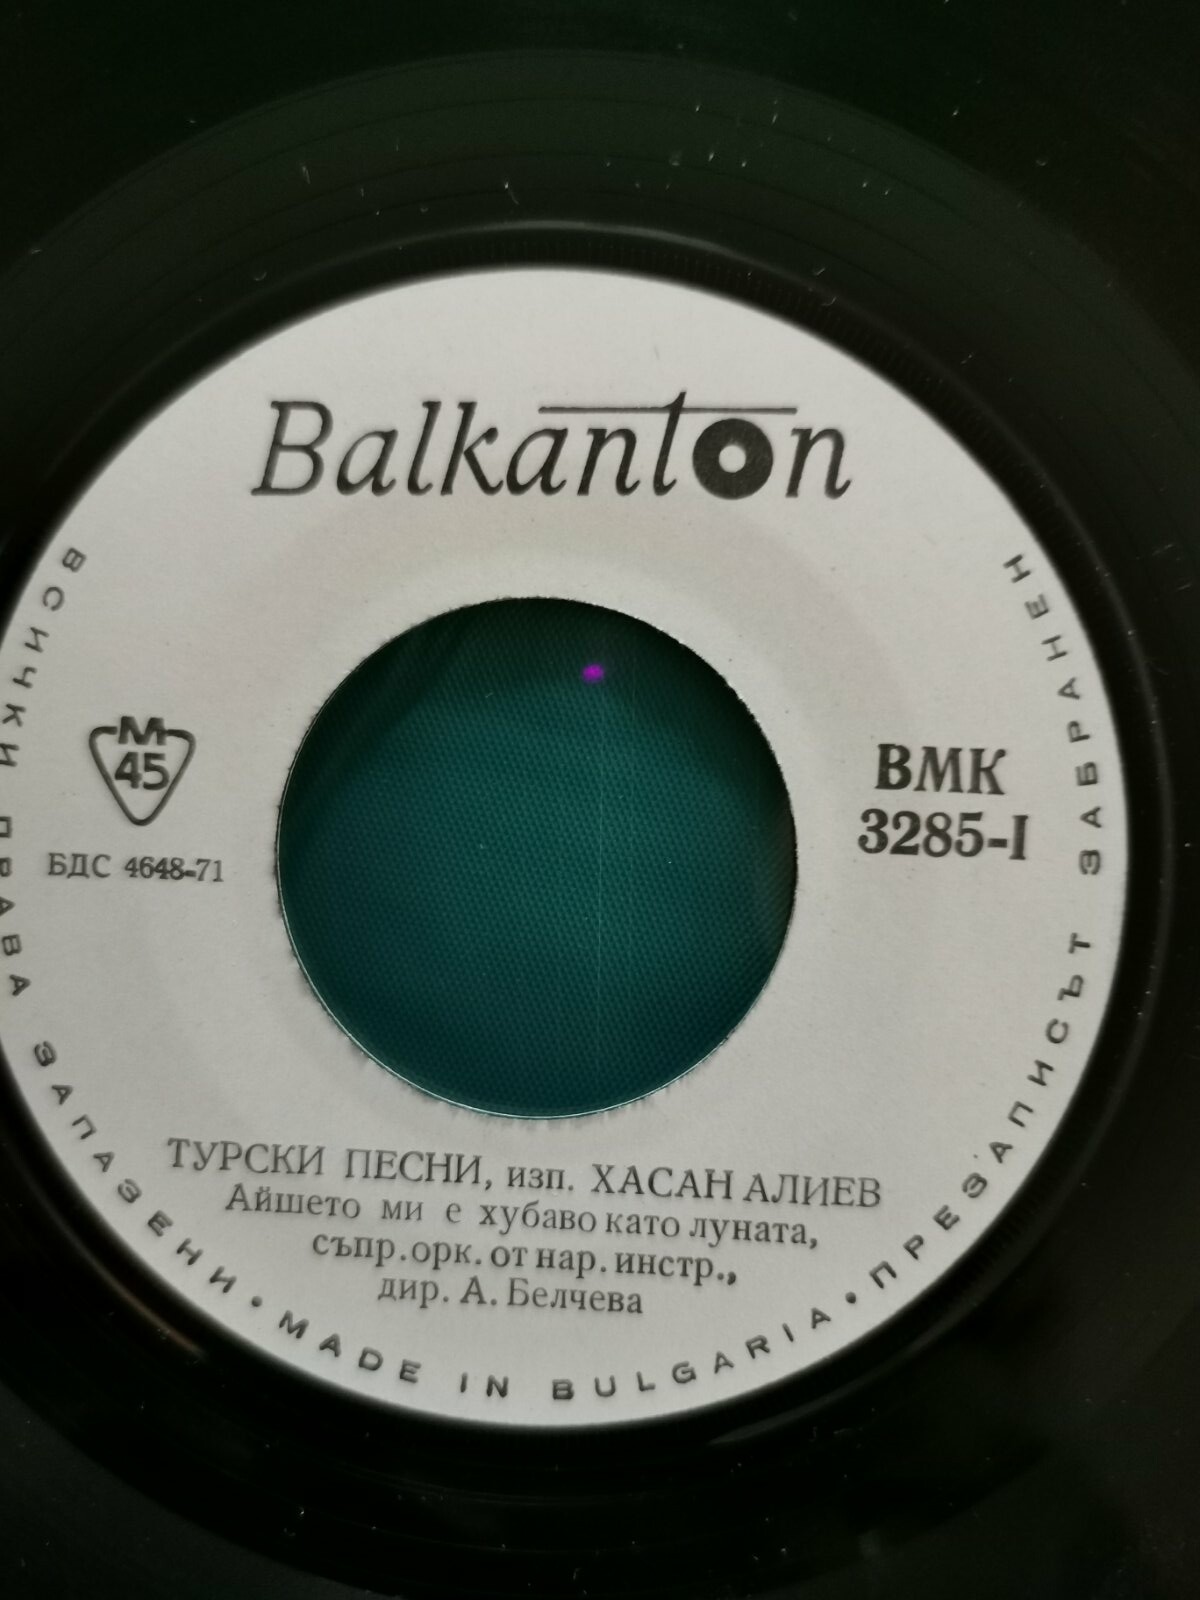 Balkanton
М
45
БДС 4648-71
ВМК
3285-I
ТУРСКИ ПЕСНИ, изп. ХАСАН АЛИЕВ
Айшето ми е хубаво като луната,
съпр.орк. от нар. инстр.,
дир. А. Белчева
ВСИЧКИ ПРАВА ЗАПАЗЕНИ • MADE IN BULGARIA • ПРЕЗАПИСЪТ ЗАБРАНЕН